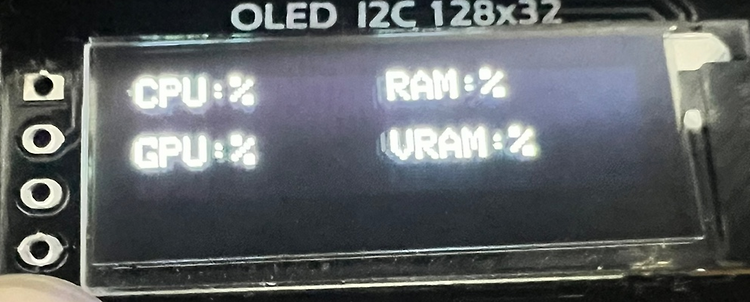 OLED I2C 128x32
CPU:% RAM:%
GPU:% VRAM:%